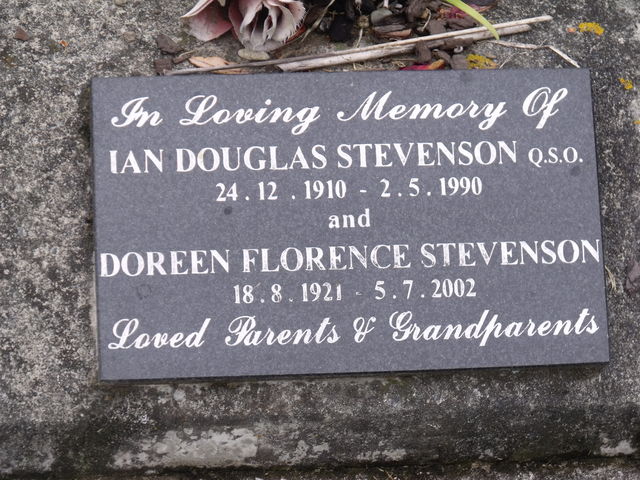 In Loving Memory Of
IAN DOUGLAS STEVENSON Q.S.O.
24.12.1910 - 2.5.1990
and
DOREEN FLORENCE STEVENSON
18.8.1921 - 5.7.2002
Loved Parents & Grandparents